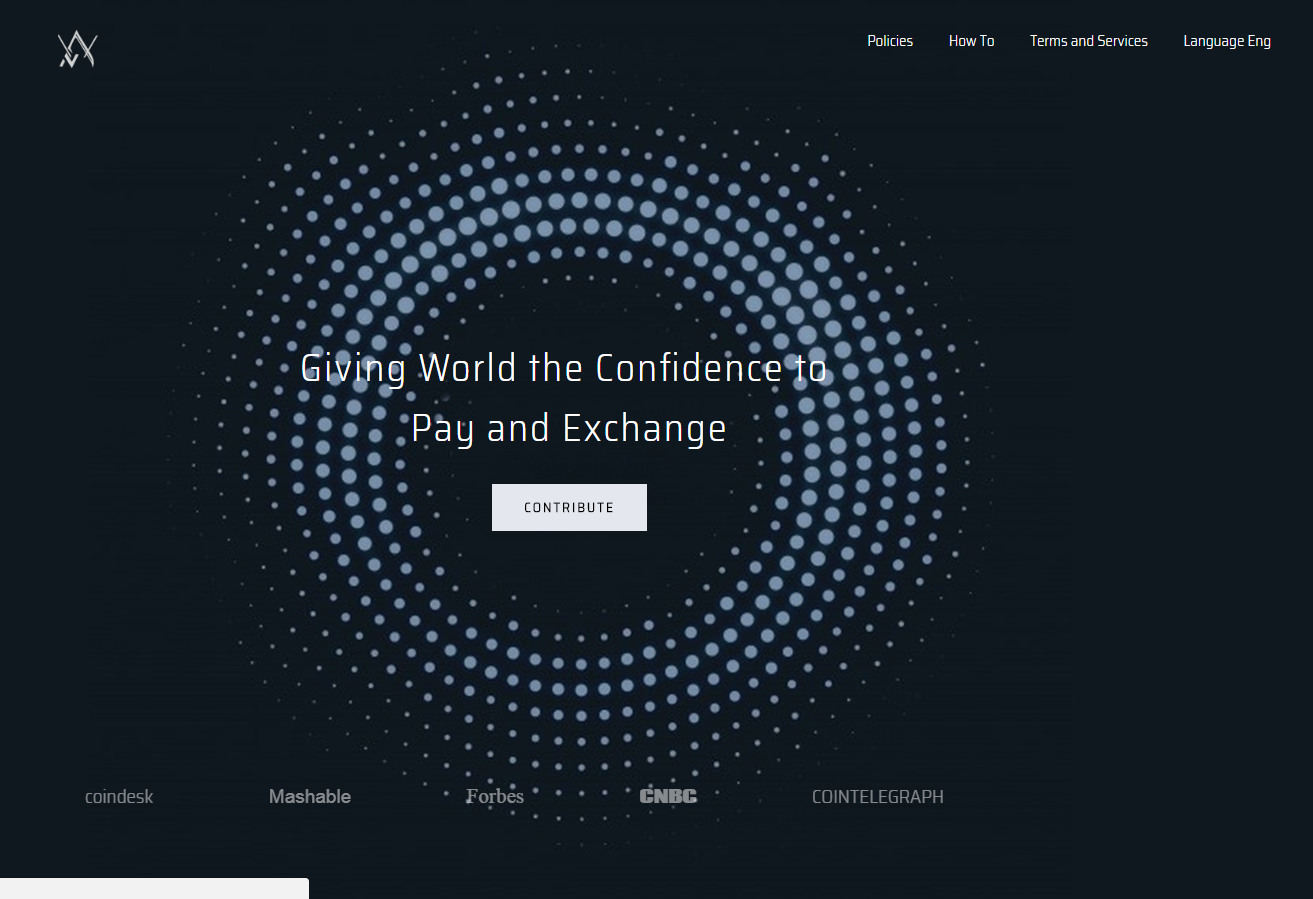 Policies How To Terms and Services Language Eng
Giving World the Confidence to
Pay and Exchange
CONTRIBUTE
coindesk Mashable Forbes CNBC COINTELEGRAPH